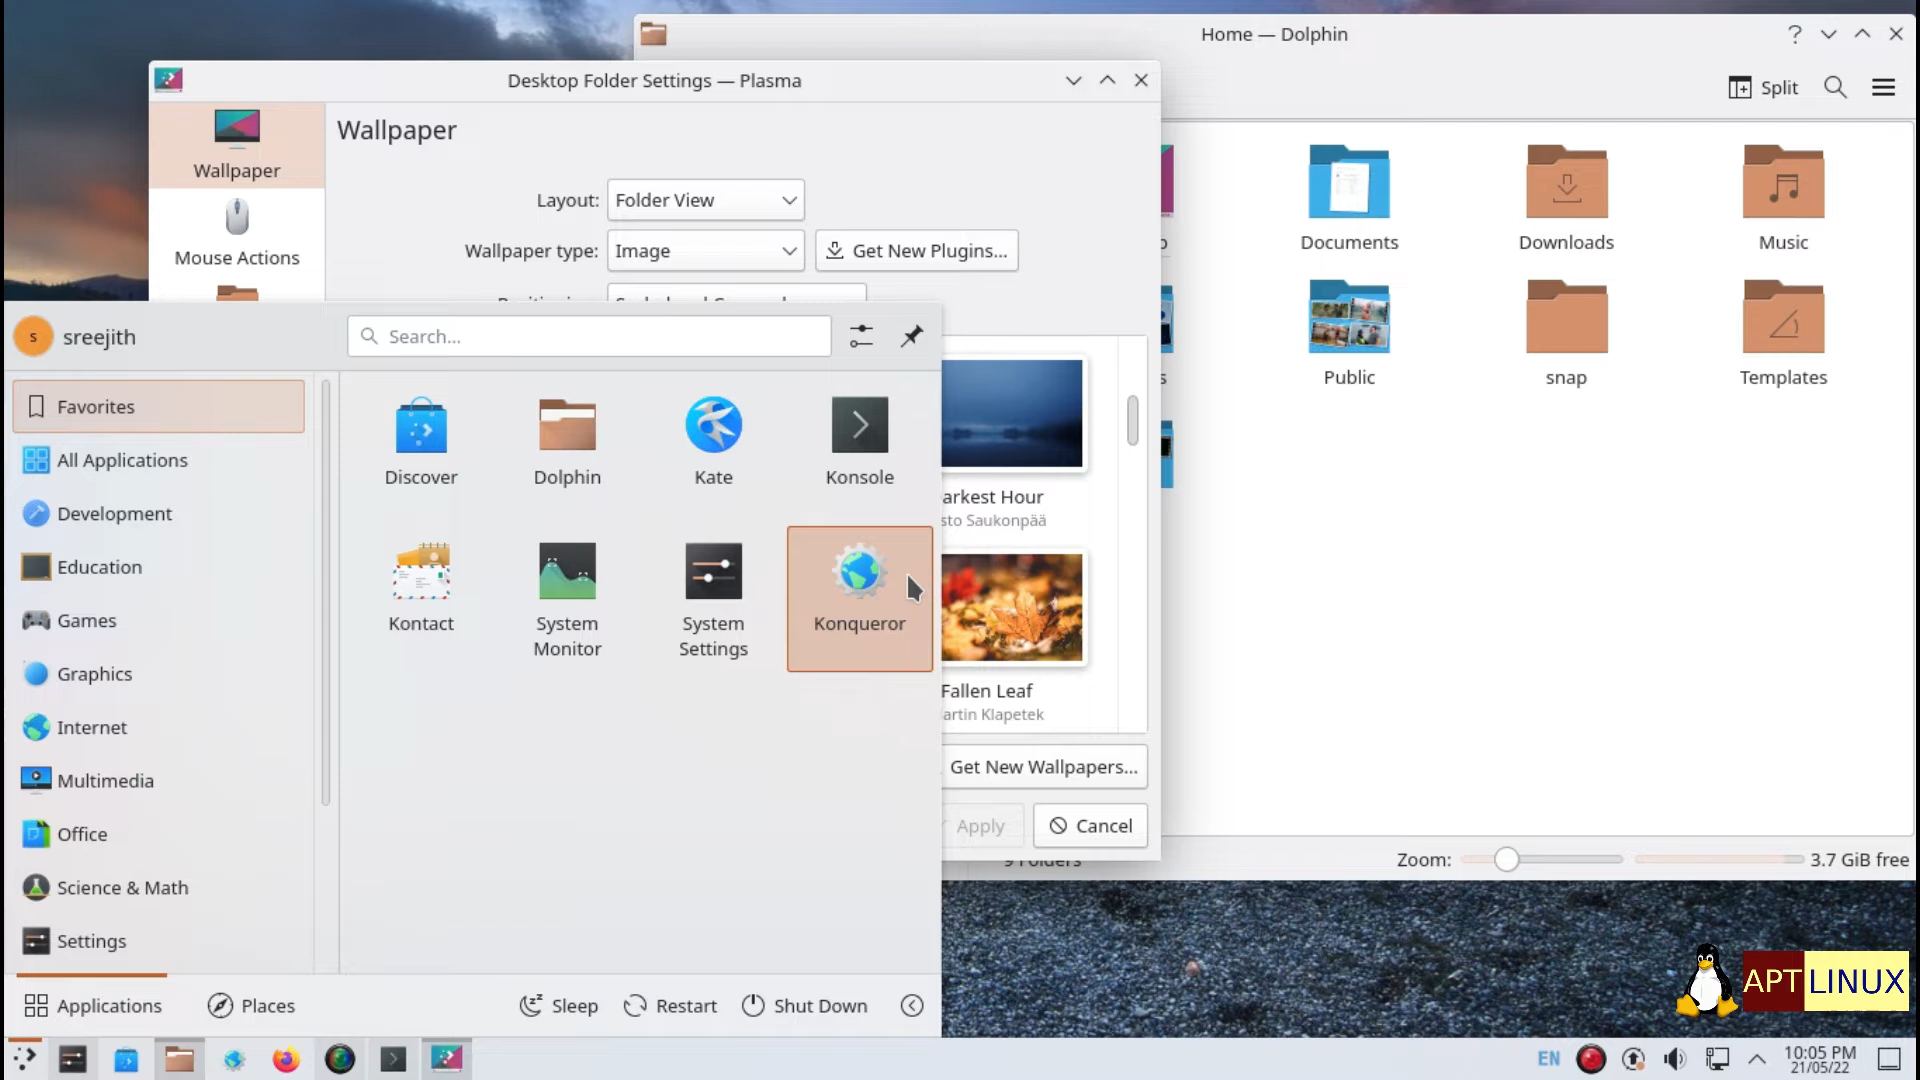 Home — Dolphin
Desktop Folder Settings — Plasma
Split
Wallpaper
Wallpaper
Layout: Folder View
Mouse Actions
Wallpaper type: Image Get New Plugins...
Documents Downloads Music
s sreejith
Search...
Public snap Templates
Favorites
All Applications
Development
Education
Games
Graphics
Internet
Multimedia
Office
Science & Math
Settings
Discover Dolphin Kate Konsole
Kontact System Monitor System Settings Konqueror
arkest Hour
sto Saukonpää
Fallen Leaf
artin Klapetek
Get New Wallpapers...
Apply Cancel
9 Folders
Zoom: 3.7 GiB free
Applications Places Sleep Restart Shut Down
APT LINUX
EN 10:05 PM
21/05/22